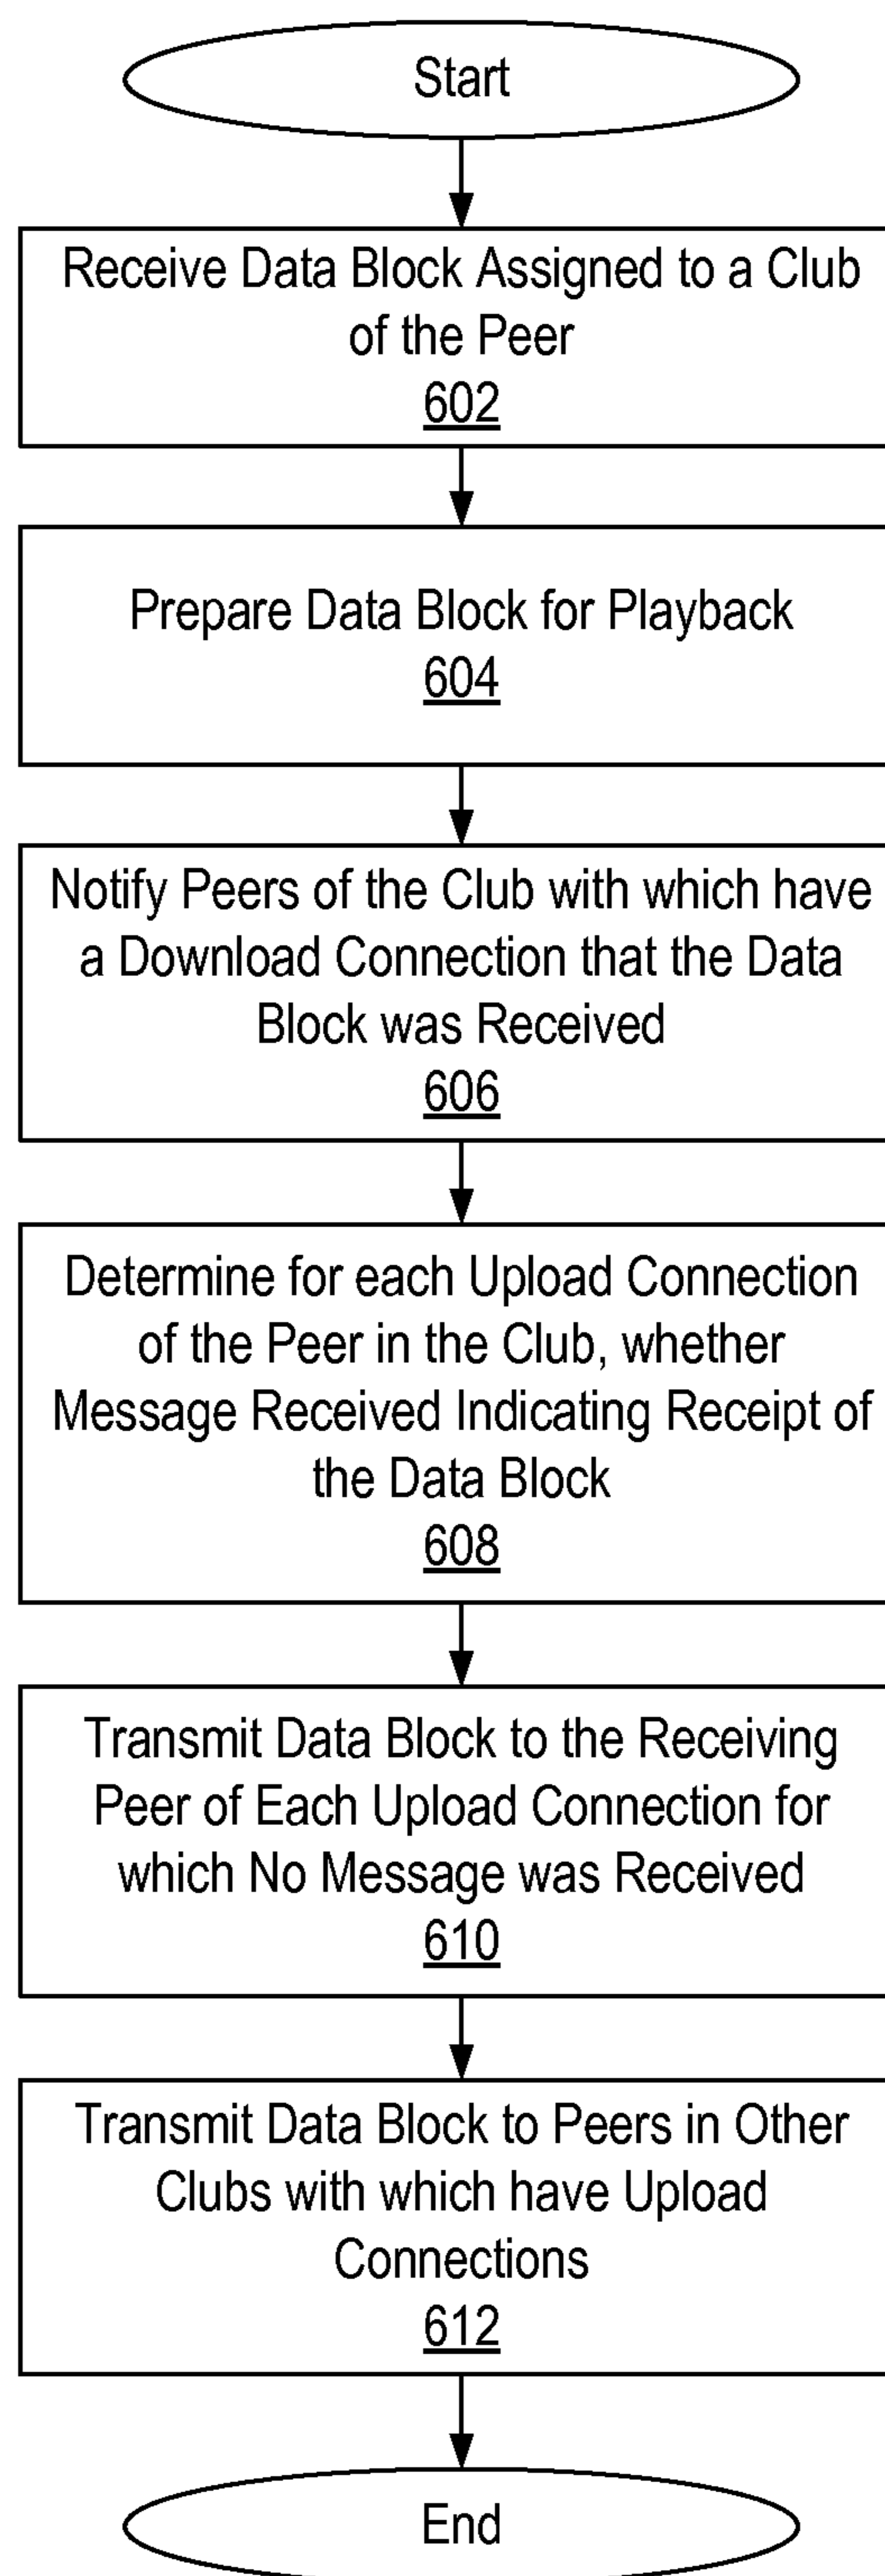 Start
Receive Data Block Assigned to a Club
of the Peer
602
Prepare Data Block for Playback
604
Notify Peers of the Club with which have
a Download Connection that the Data
Block was Received
606
Determine for each Upload Connection
of the Peer in the Club, whether
Message Received Indicating Receipt of
the Data Block
608
Transmit Data Block to the Receiving
Peer of Each Upload Connection for
which No Message was Received
610
Transmit Data Block to Peers in Other
Clubs with which have Upload
Connections
612
End